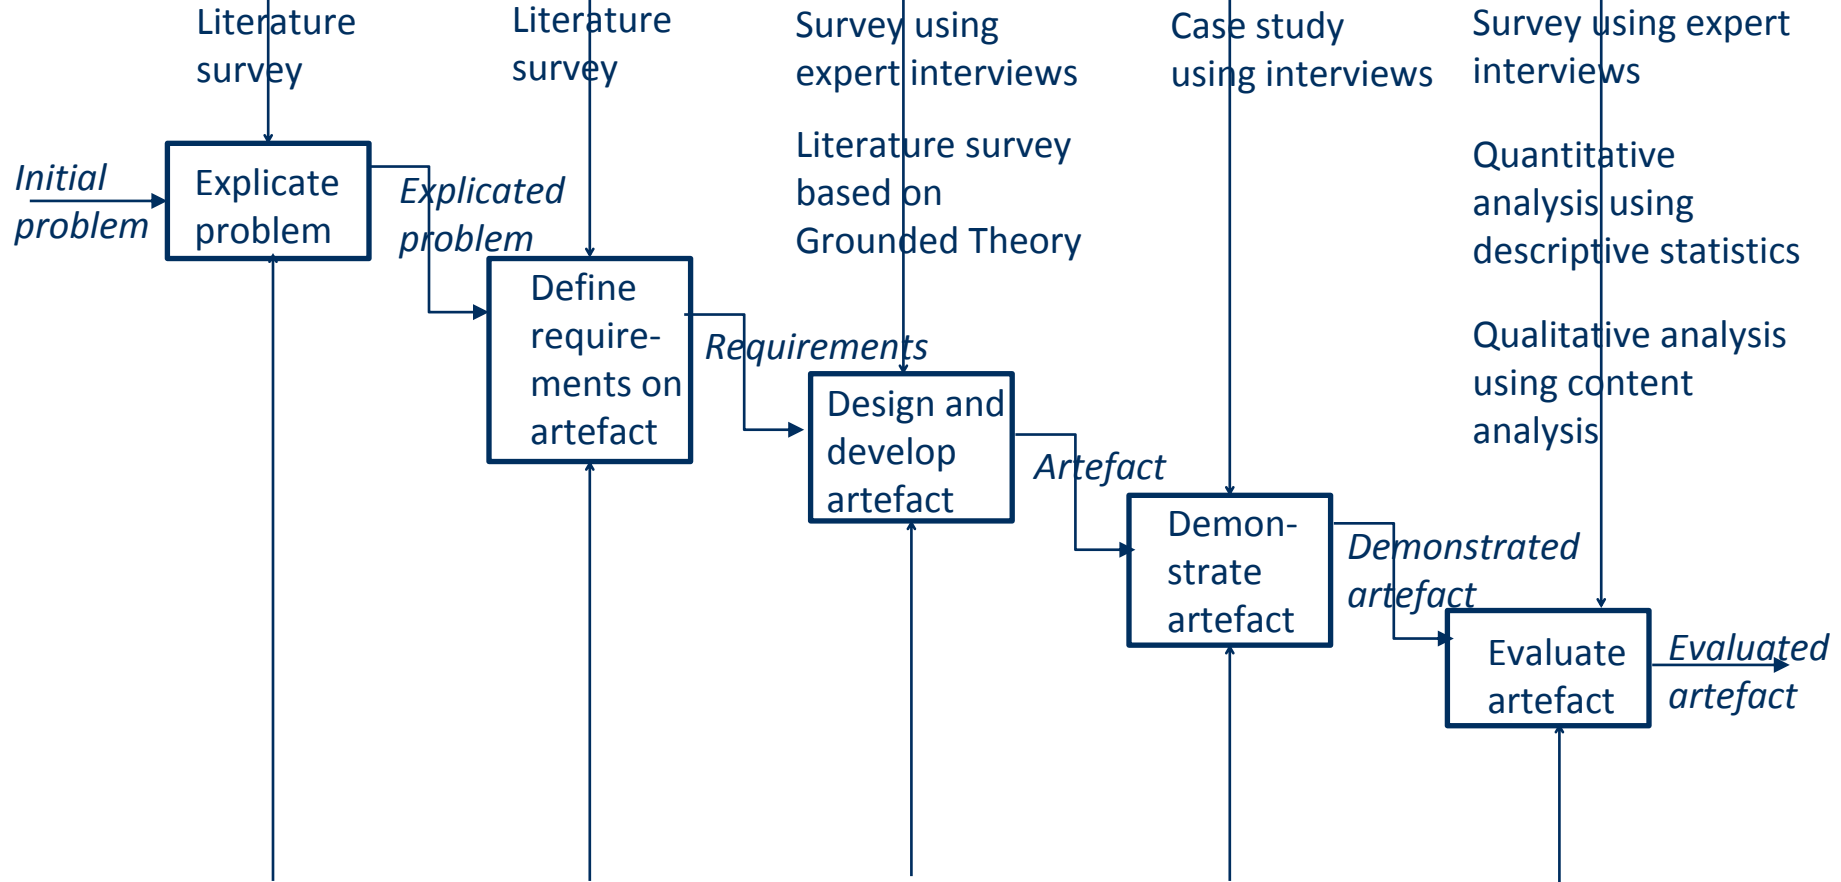 Literature
survey
Literature
survey
Survey using
expert interviews
Literature survey
based on
Grounded Theory
Case study
using interviews
Survey using expert
interviews
Quantitative
analysis using
descriptive statistics
Qualitative analysis
using content
analysis
Initial
problem
Explicate
problem
Explicated
problem
Define
require-
ments on
artefact
Requirements
Design and
develop
artefact
Artefact
Demon-
strate
artefact
Demonstrated
artefact
Evaluate
artefact
Evaluated
artefact